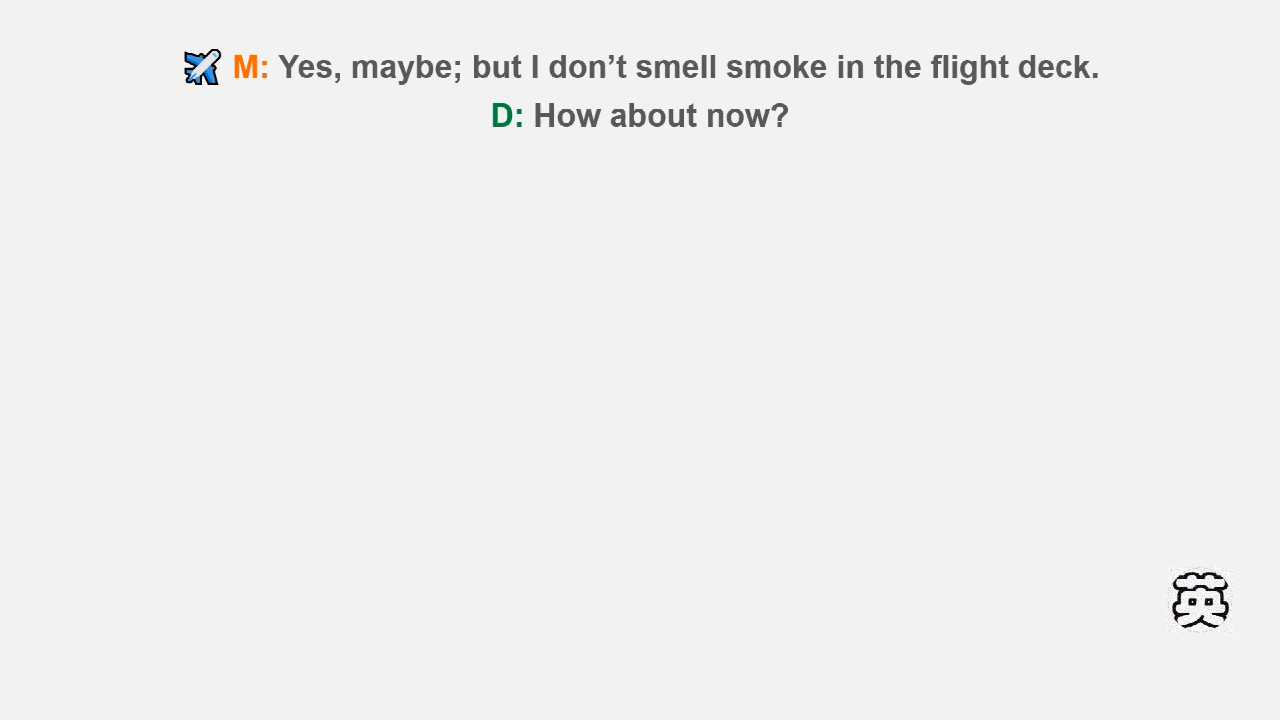 M: Yes, maybe; but I don’t smell smoke in the flight deck.
D: How about now?
英